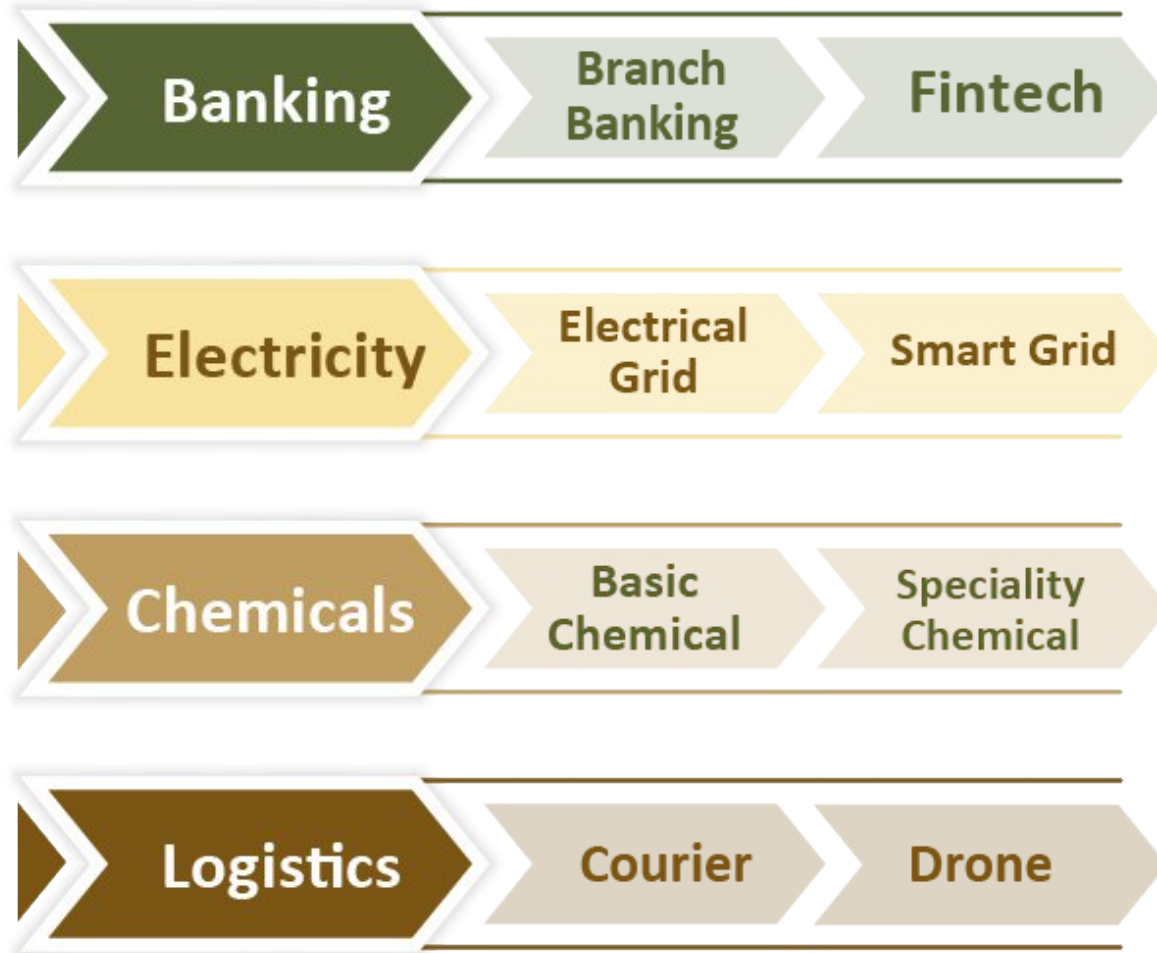 Banking
Branch
Banking
Fintech
Electricity
Electrical
Grid
Smart Grid
Chemicals
Basic
Chemical
Speciality
Chemical
Logistics
Courier
Drone